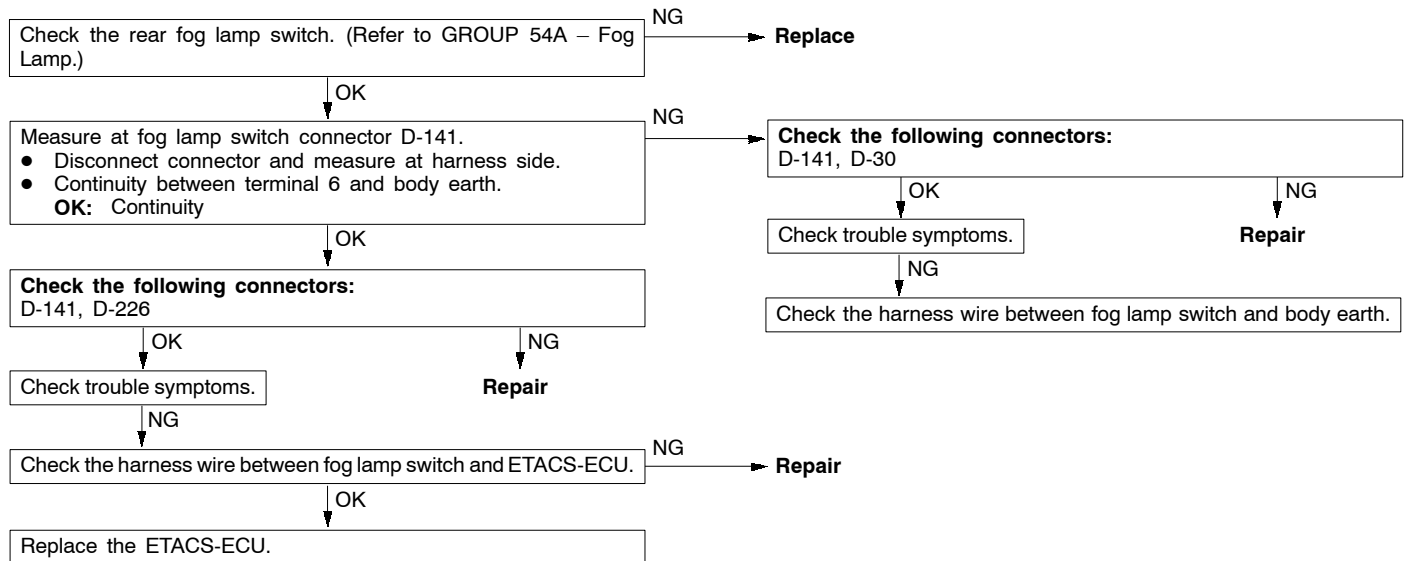 Check the rear fog lamp switch. (Refer to GROUP 54A – Fog
Lamp.)
NG
Replace
OK
Measure at fog lamp switch connector D-141.
● Disconnect connector and measure at harness side.
● Continuity between terminal 6 and body earth.
OK: Continuity
NG
Check the following connectors:
D-141, D-30
OK
NG
Check trouble symptoms.
Repair
NG
Check the harness wire between fog lamp switch and body earth.
OK
Check the following connectors:
D-141, D-226
OK
NG
Check trouble symptoms.
Repair
NG
Check the harness wire between fog lamp switch and ETACS-ECU.
NG
Repair
OK
Replace the ETACS-ECU.